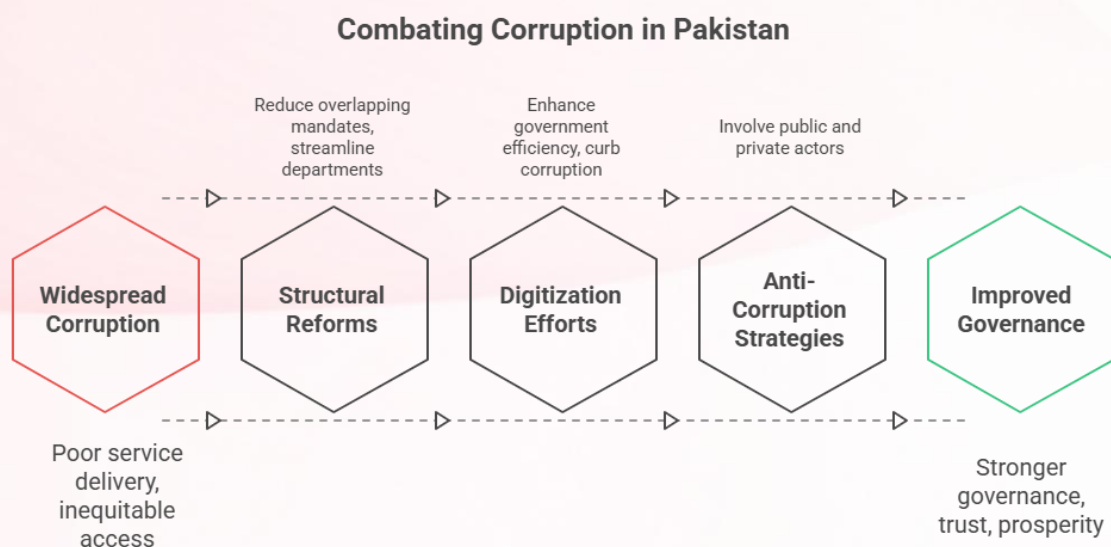 Combating Corruption in Pakistan
Reduce overlapping
mandates,
streamline
departments
Enhance
government
efficiency, curb
corruption
Involve public and
private actors
Widespread
Corruption
Structural
Reforms
Digitization
Efforts
Anti-
Corruption
Strategies
Improved
Governance
Poor service
delivery,
inequitable
access
Stronger
governance,
trust, prosperity